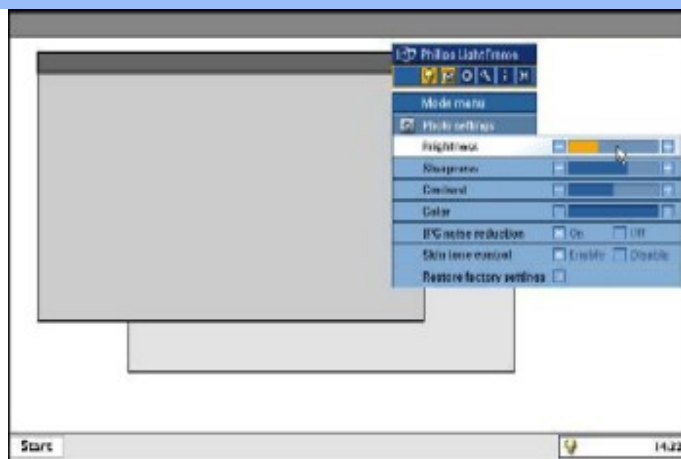 Philips LightFrame
Mode menu
Photo settings
Brightness
Sharpness
Contrast
Color
JPG noise reduction On Off
Skin tone control Enable Disable
Restore factory settings
Start 14:22